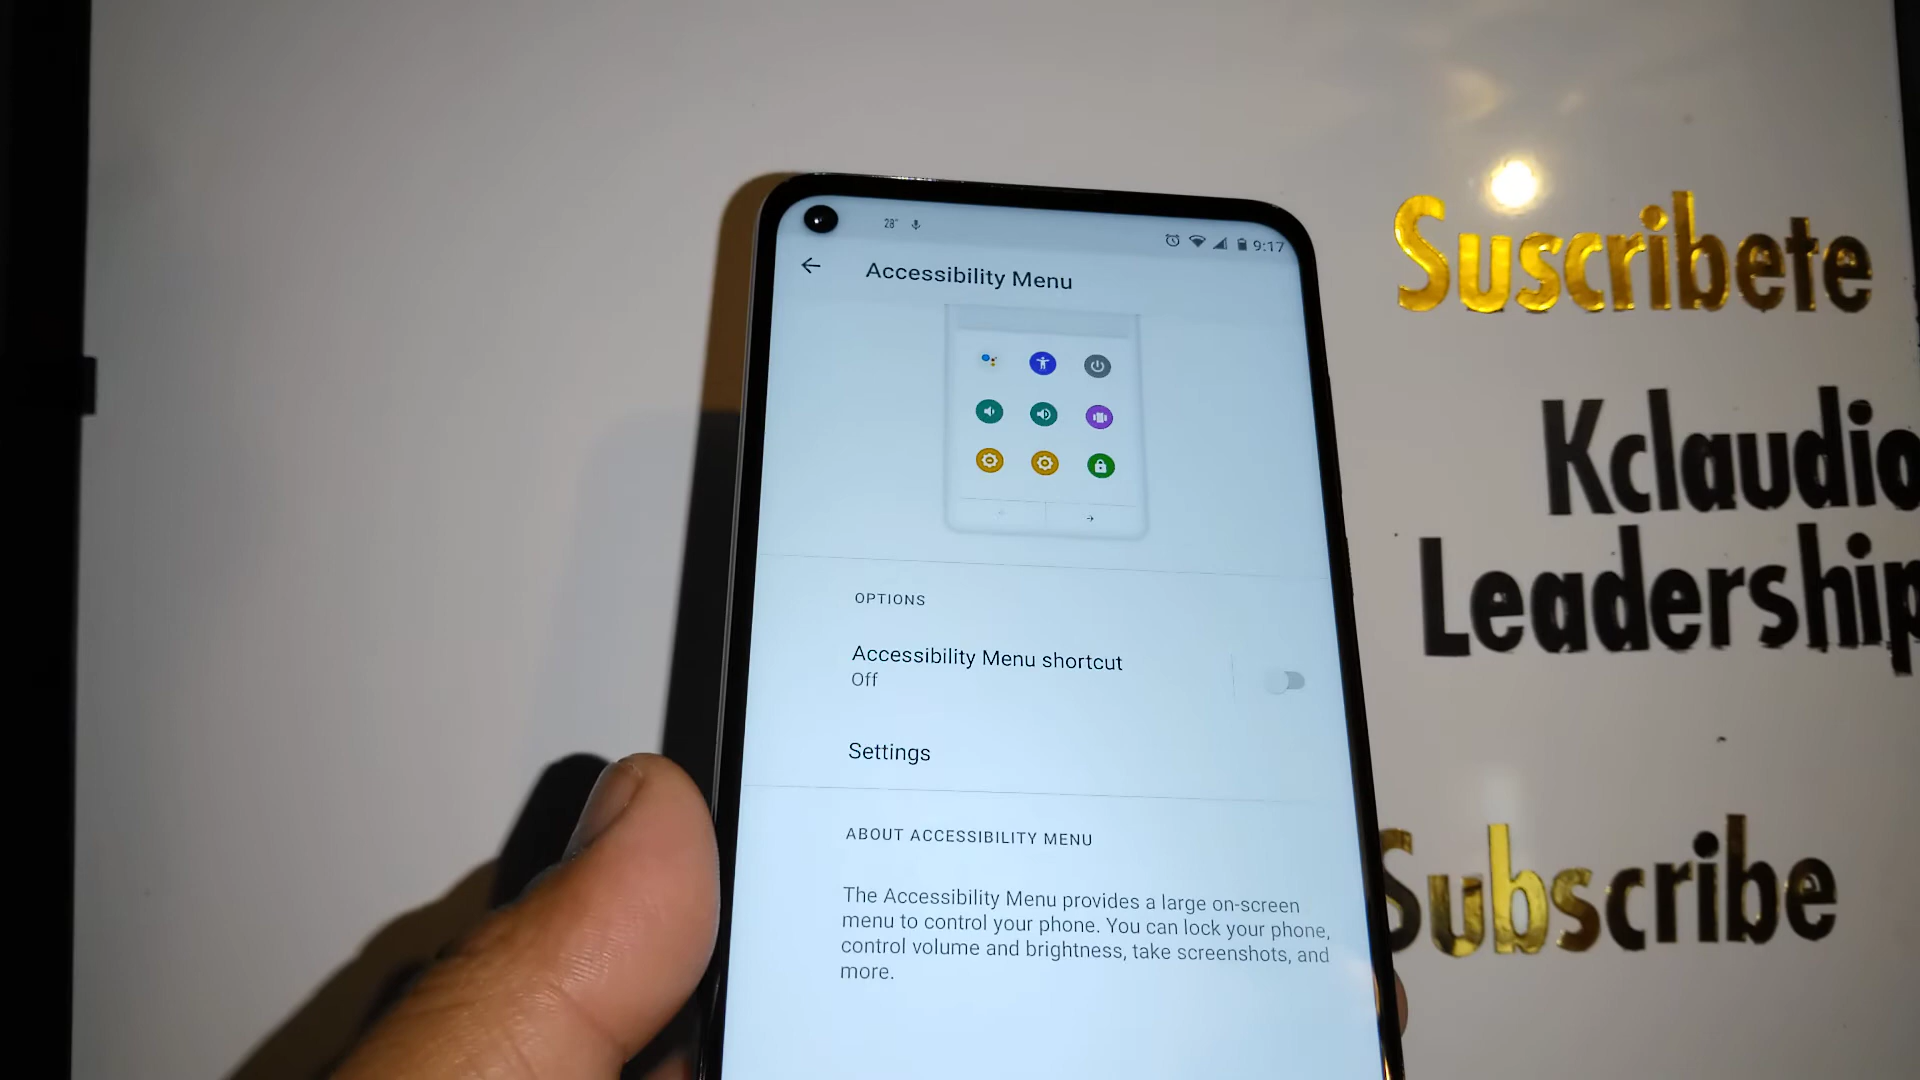 28°
9:17
Accessibility Menu
OPTIONS
Accessibility Menu shortcut
Off
Settings
ABOUT ACCESSIBILITY MENU
The Accessibility Menu provides a large on-screen
menu to control your phone. You can lock your phone,
control volume and brightness, take screenshots, and
more.
Suscribete
Kclaudio
Leadership
Subscribe